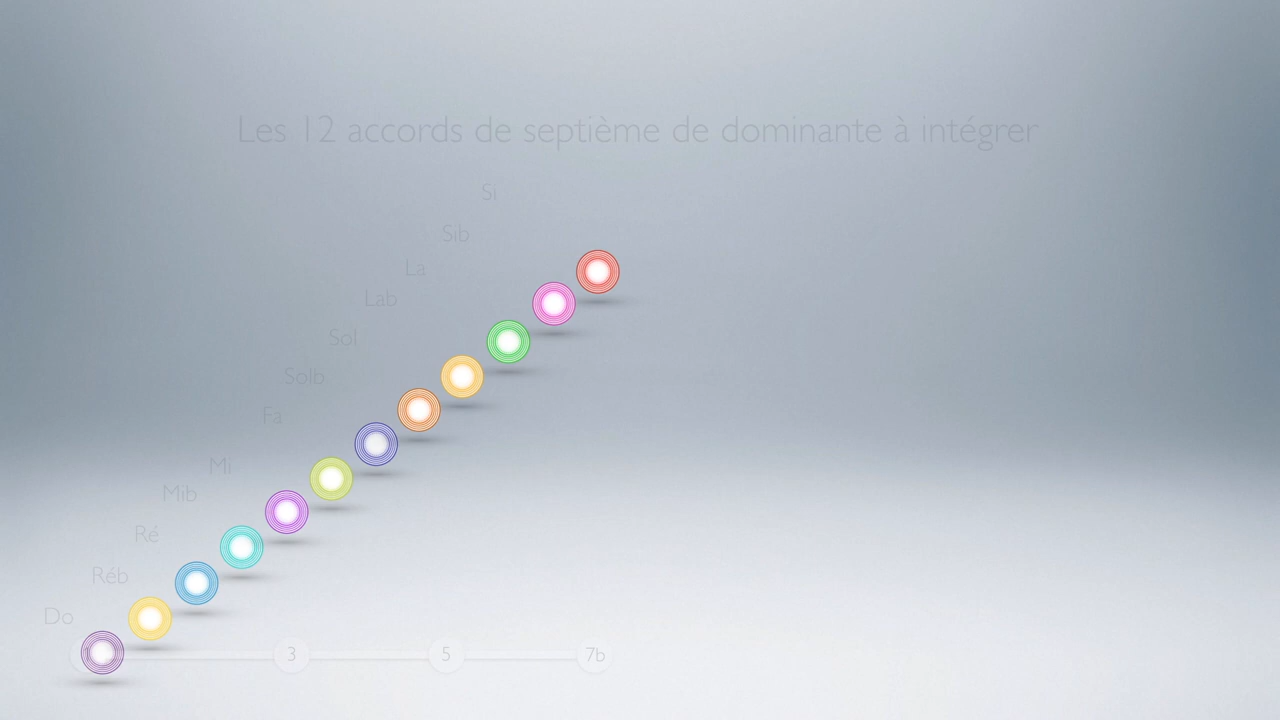 Les 12 accords de septième de dominante à intégrer
Si
Sib
La
Lab
Sol
Solb
Fa
Mi
Mib
Ré
Réb
Do
3 5 7b